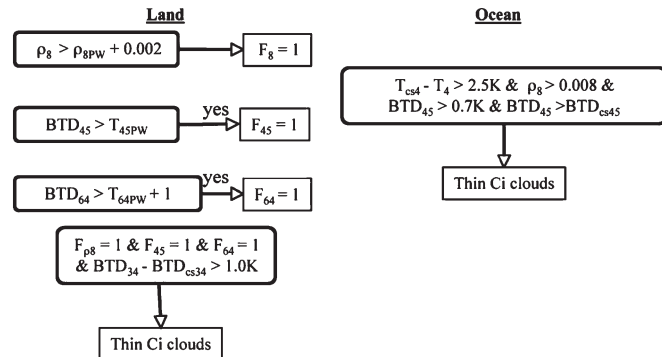 Land
ρ8 > ρ8PW + 0.002
F8 = 1
BTD45 > T45PW
yes
F45 = 1
BTD64 > T64PW + 1
yes
F64 = 1
Fρ8 = 1 & F45 = 1 & F64 = 1
& BTD34 - BTDcs34 > 1.0K
Thin Ci clouds
Ocean
Tcs4 - T4 > 2.5K & ρ8 > 0.008 &
BTD45 > 0.7K & BTD45 >BTDcs45
Thin Ci clouds